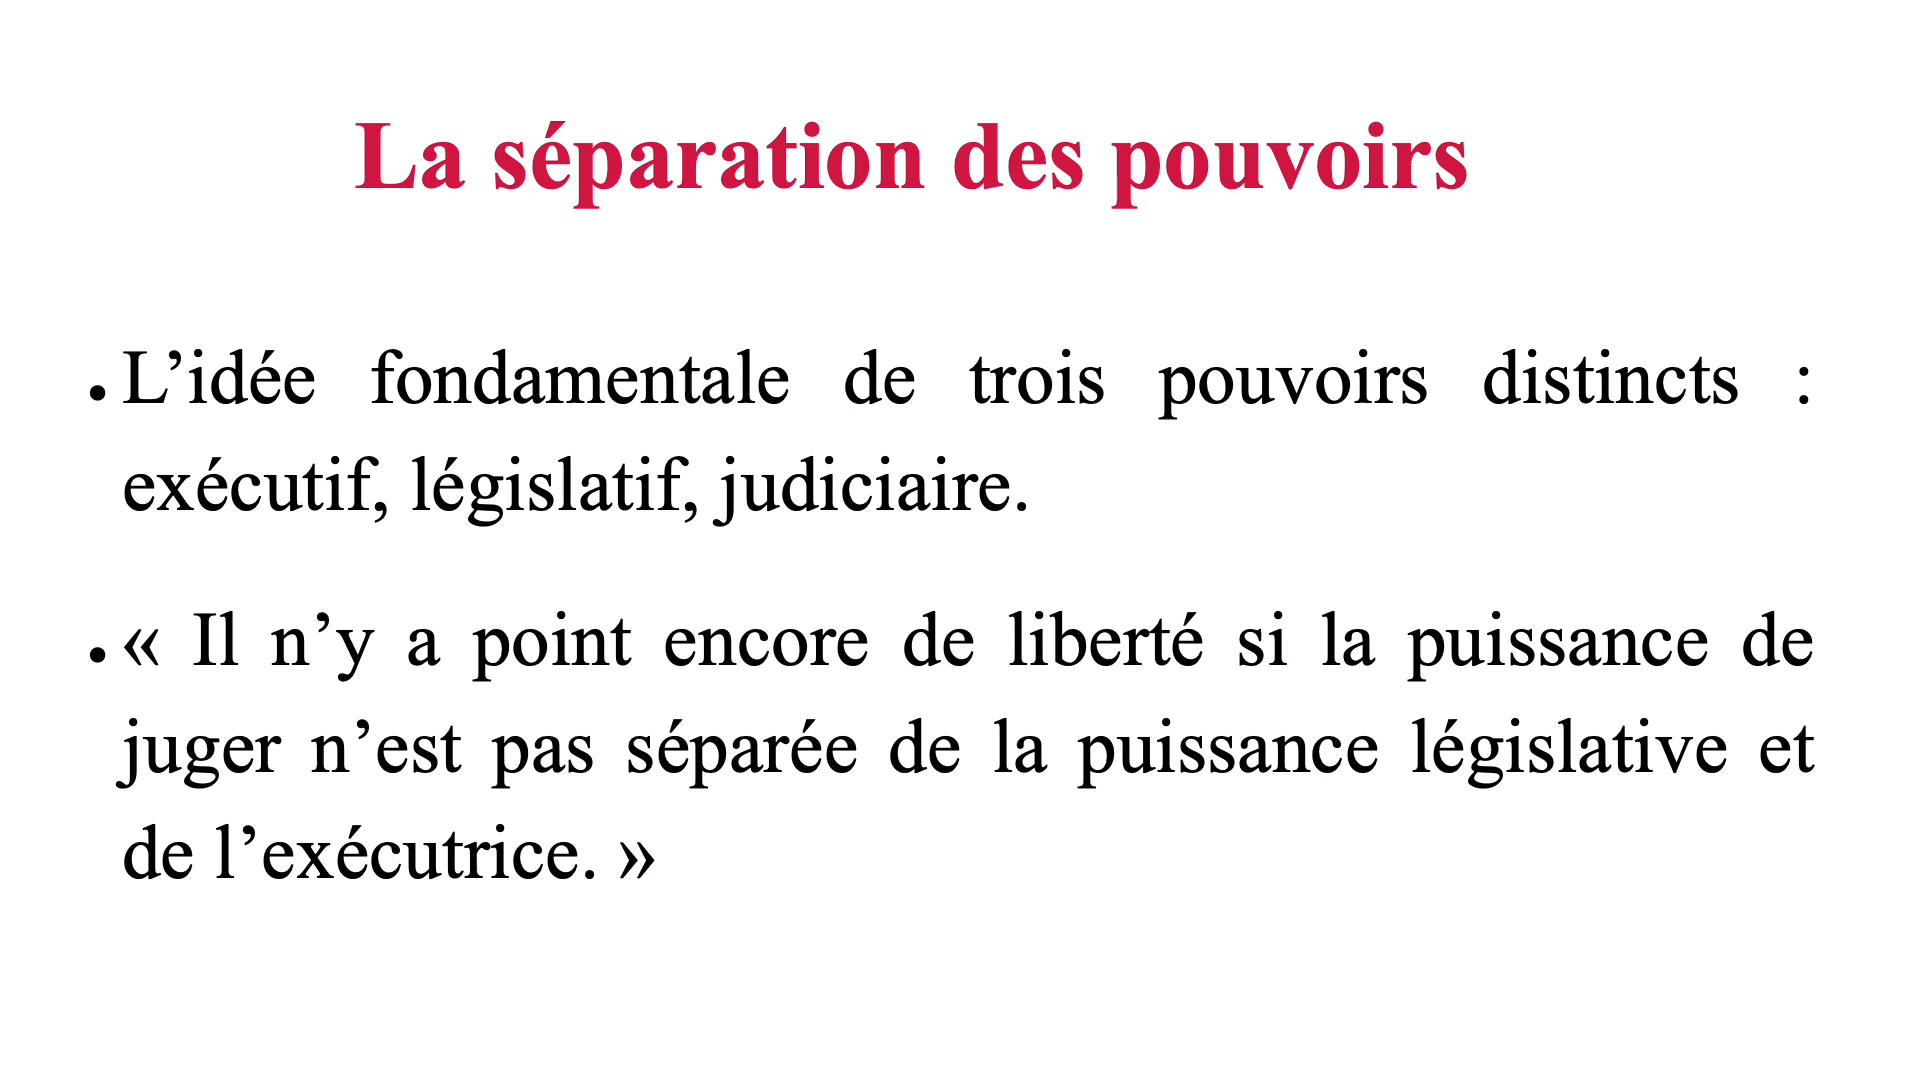 La séparation des pouvoirs
• L’idée fondamentale de trois pouvoirs distincts :
exécutif, législatif, judiciaire.
• « Il n’y a point encore de liberté si la puissance de
juger n’est pas séparée de la puissance législative et
de l’exécutrice. »